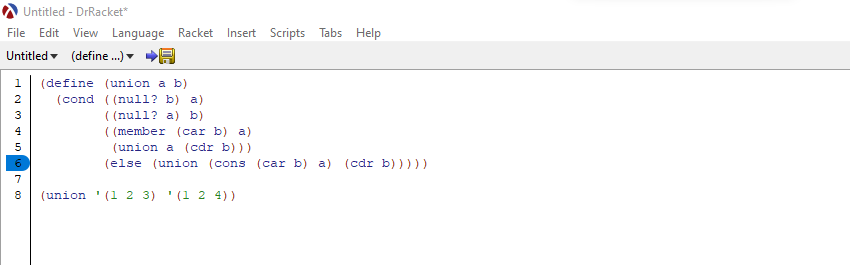 Untitled - DrRacket*
File Edit View Language Racket Insert Scripts Tabs Help
Untitled (define ...)
1 (define (union a b)
2   (cond ((null? b) a)
3         ((null? a) b)
4         ((member (car b) a)
5          (union a (cdr b)))
6         (else (union (cons (car b) a) (cdr b)))))
7
8 (union '(1 2 3) '(1 2 4))